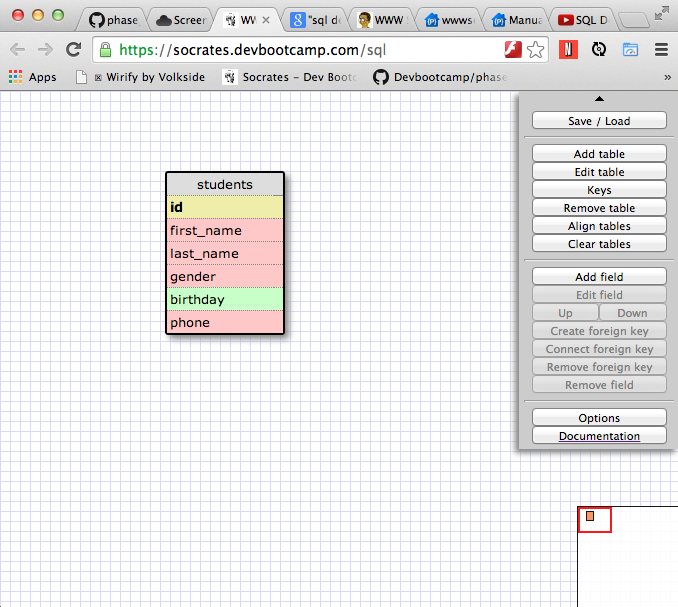 phase
Screer
WV
"sql de
WWW
wwwse
Manua
SQL D
https://socrates.devbootcamp.com/sql
Apps
Wirify by Volkside
Socrates - Dev Bootc
Devbootcamp/phase
»
Save / Load
Add table
Edit table
Keys
Remove table
Align tables
Clear tables
Add field
Edit field
Up Down
Create foreign key
Connect foreign key
Remove foreign key
Remove field
Options
Documentation
students
id
first_name
last_name
gender
birthday
phone